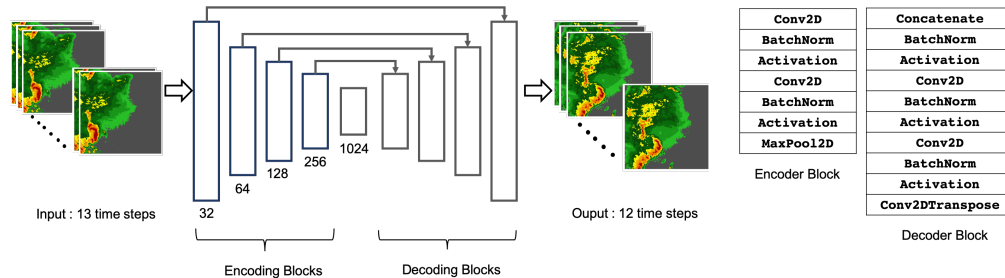 Input : 13 time steps
32
64
128
256
1024
Encoding Blocks
Decoding Blocks
Ouput : 12 time steps
Conv2D
BatchNorm
Activation
Conv2D
BatchNorm
Activation
MaxPool2D
Encoder Block
Concatenate
BatchNorm
Activation
Conv2D
BatchNorm
Activation
Conv2D
BatchNorm
Activation
Conv2DTranspose
Decoder Block